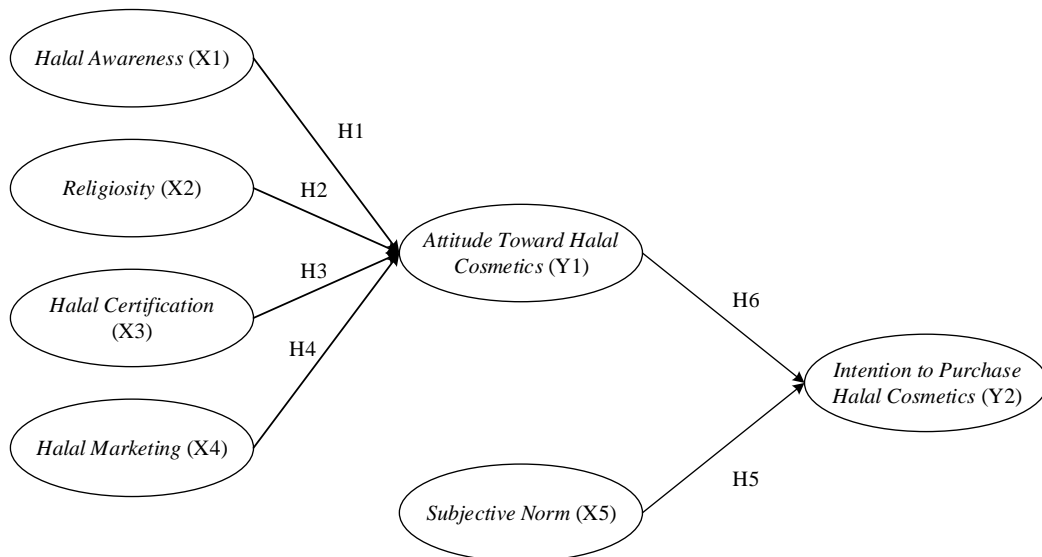 Halal Awareness (X1)
H1
Religiosity (X2)
H2
Attitude Toward Halal
Cosmetics (Y1)
H3
Halal Certification
(X3)
H6
H4
Intention to Purchase
Halal Cosmetics (Y2)
Halal Marketing (X4)
H5
Subjective Norm (X5)